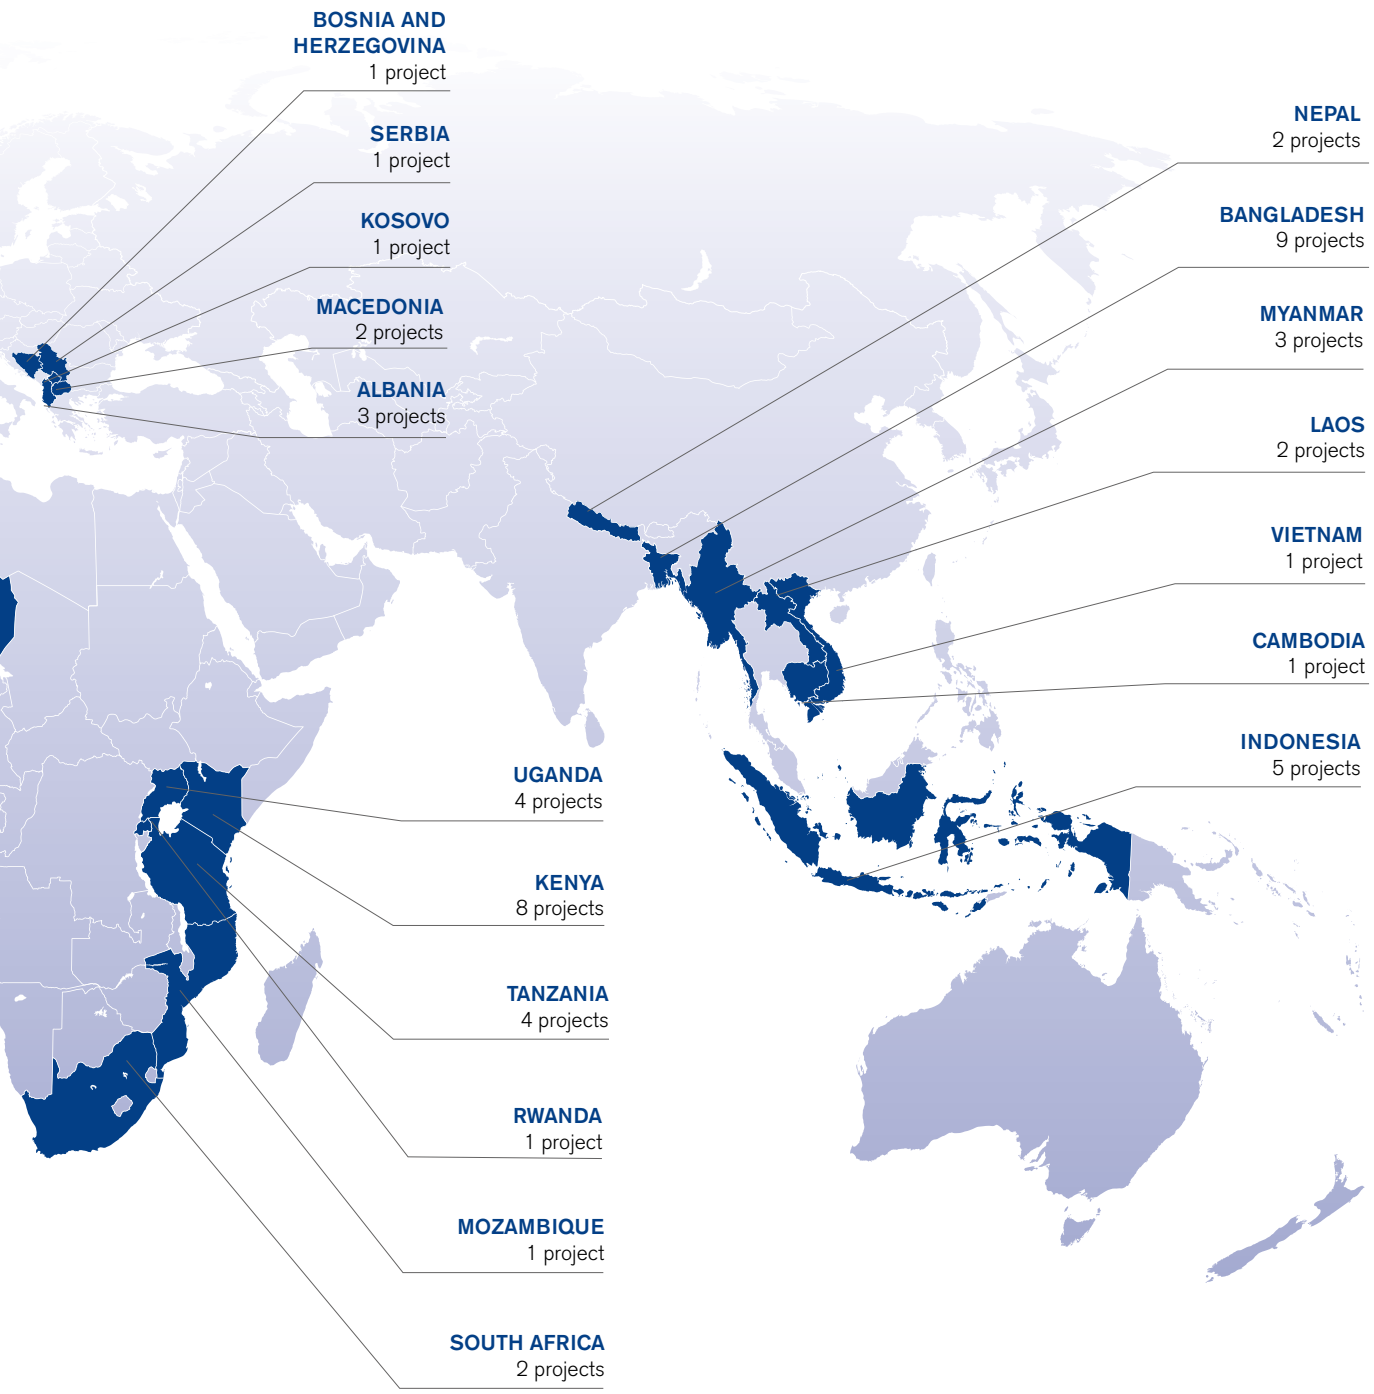 BOSNIA AND
HERZEGOVINA
1 project
SERBIA
1 project
KOSOVO
1 project
MACEDONIA
2 projects
ALBANIA
3 projects
NEPAL
2 projects
BANGLADESH
9 projects
MYANMAR
3 projects
LAOS
2 projects
VIETNAM
1 project
CAMBODIA
1 project
INDONESIA
5 projects
UGANDA
4 projects
KENYA
8 projects
TANZANIA
4 projects
RWANDA
1 project
MOZAMBIQUE
1 project
SOUTH AFRICA
2 projects